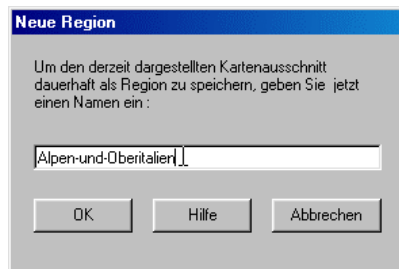 Neue Region
Um den derzeit dargestellten Kartenausschnitt
dauerhaft als Region zu speichern, geben Sie jetzt
einen Namen ein :
Alpen-und-Oberitalien
OK Hilfe Abbrechen